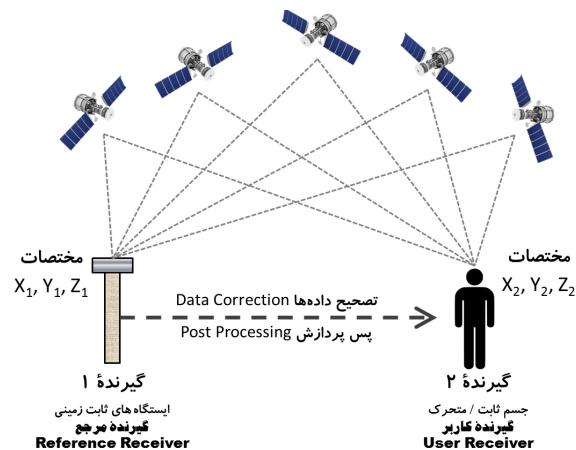 مختصات
X₁, Y₁, Z₁
مختصات
X₂, Y₂, Z₂
Data Correction تصحیح داده‌ها
Post Processing پس پردازش
گیرندهٔ ۱
ایستگاه های ثابت زمینی
گیرندهٔ مرجع
Reference Receiver
گیرندهٔ ۲
جسم ثابت / متحرک
گیرندهٔ کاربر
User Receiver